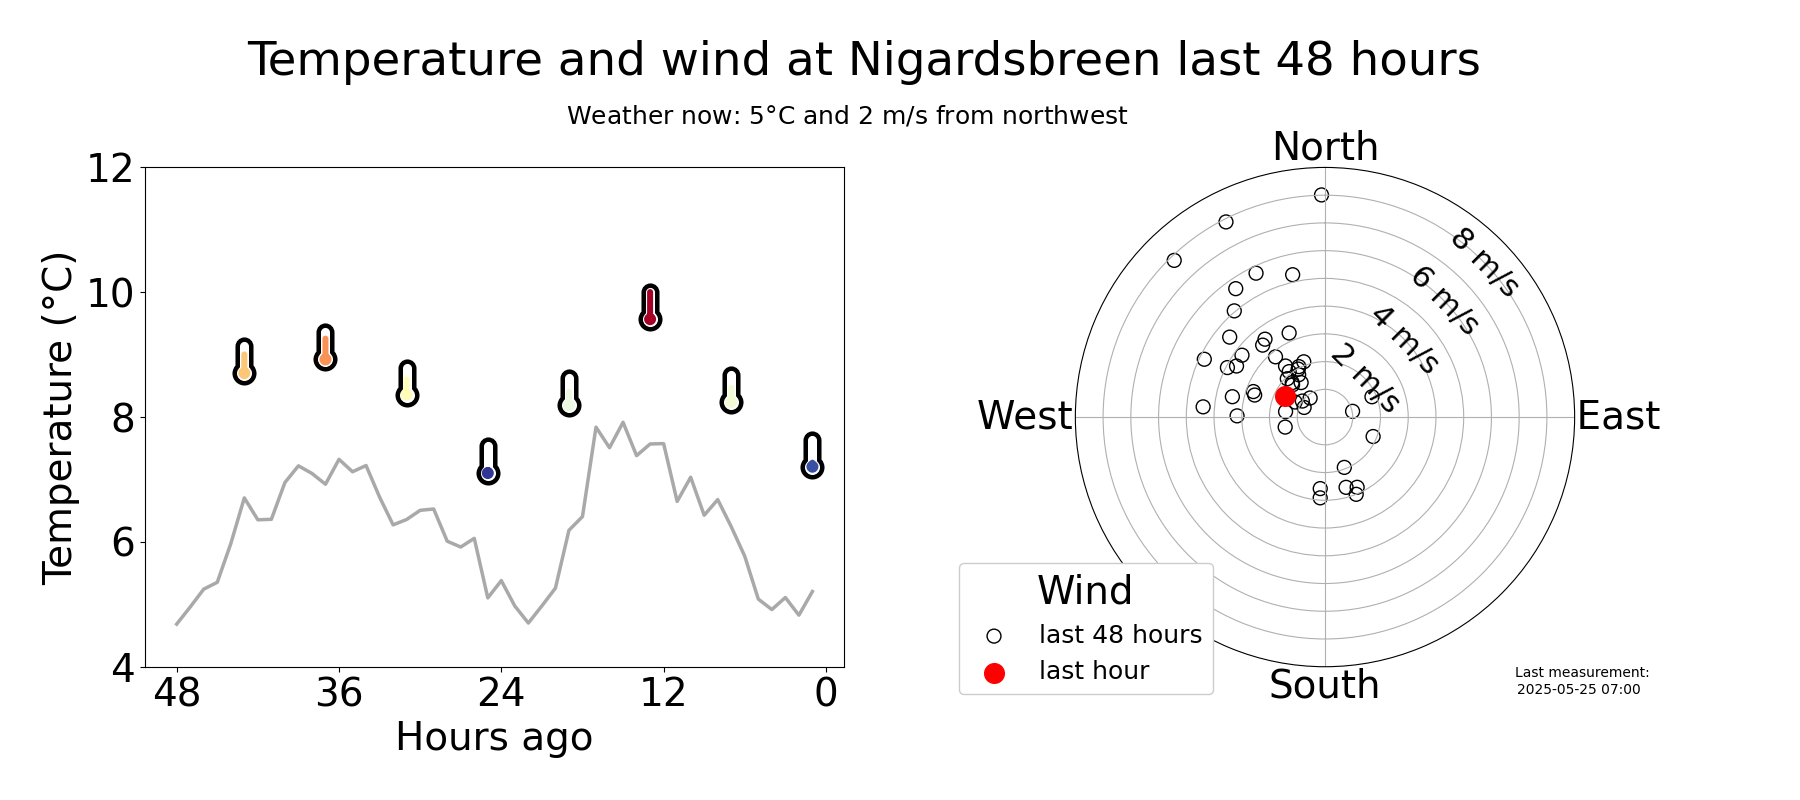 Temperature and wind at Nigardsbreen last 48 hours
Weather now: 5°C and 2 m/s from northwest
Temperature (°C)
12
10
8
6
4
48
36
24
12
0
Hours ago
North
West
East
South
8 m/s
6 m/s
4 m/s
2 m/s
Wind
last 48 hours
last hour
Last measurement:
2025-05-25 07:00